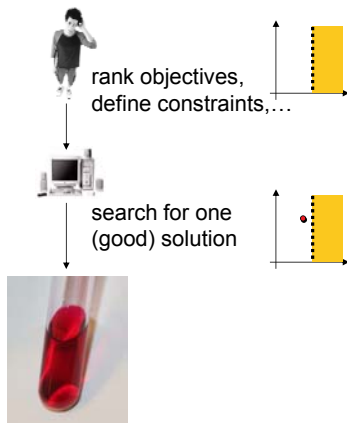 rank objectives,
define constraints,...
search for one
(good) solution